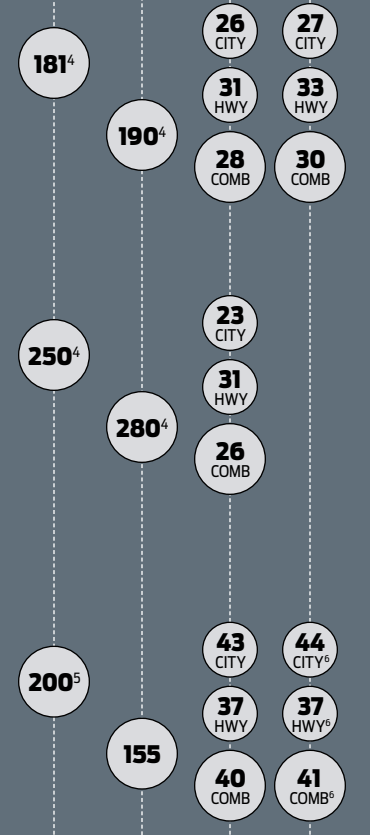 26
CITY
27
CITY
181⁴
31
HWY
33
HWY
190⁴
28
COMB
30
COMB
23
CITY
250⁴
31
HWY
280⁴
26
COMB
43
CITY
44
CITY⁶
200⁵
37
HWY
37
HWY⁶
155
40
COMB
41
COMB⁶